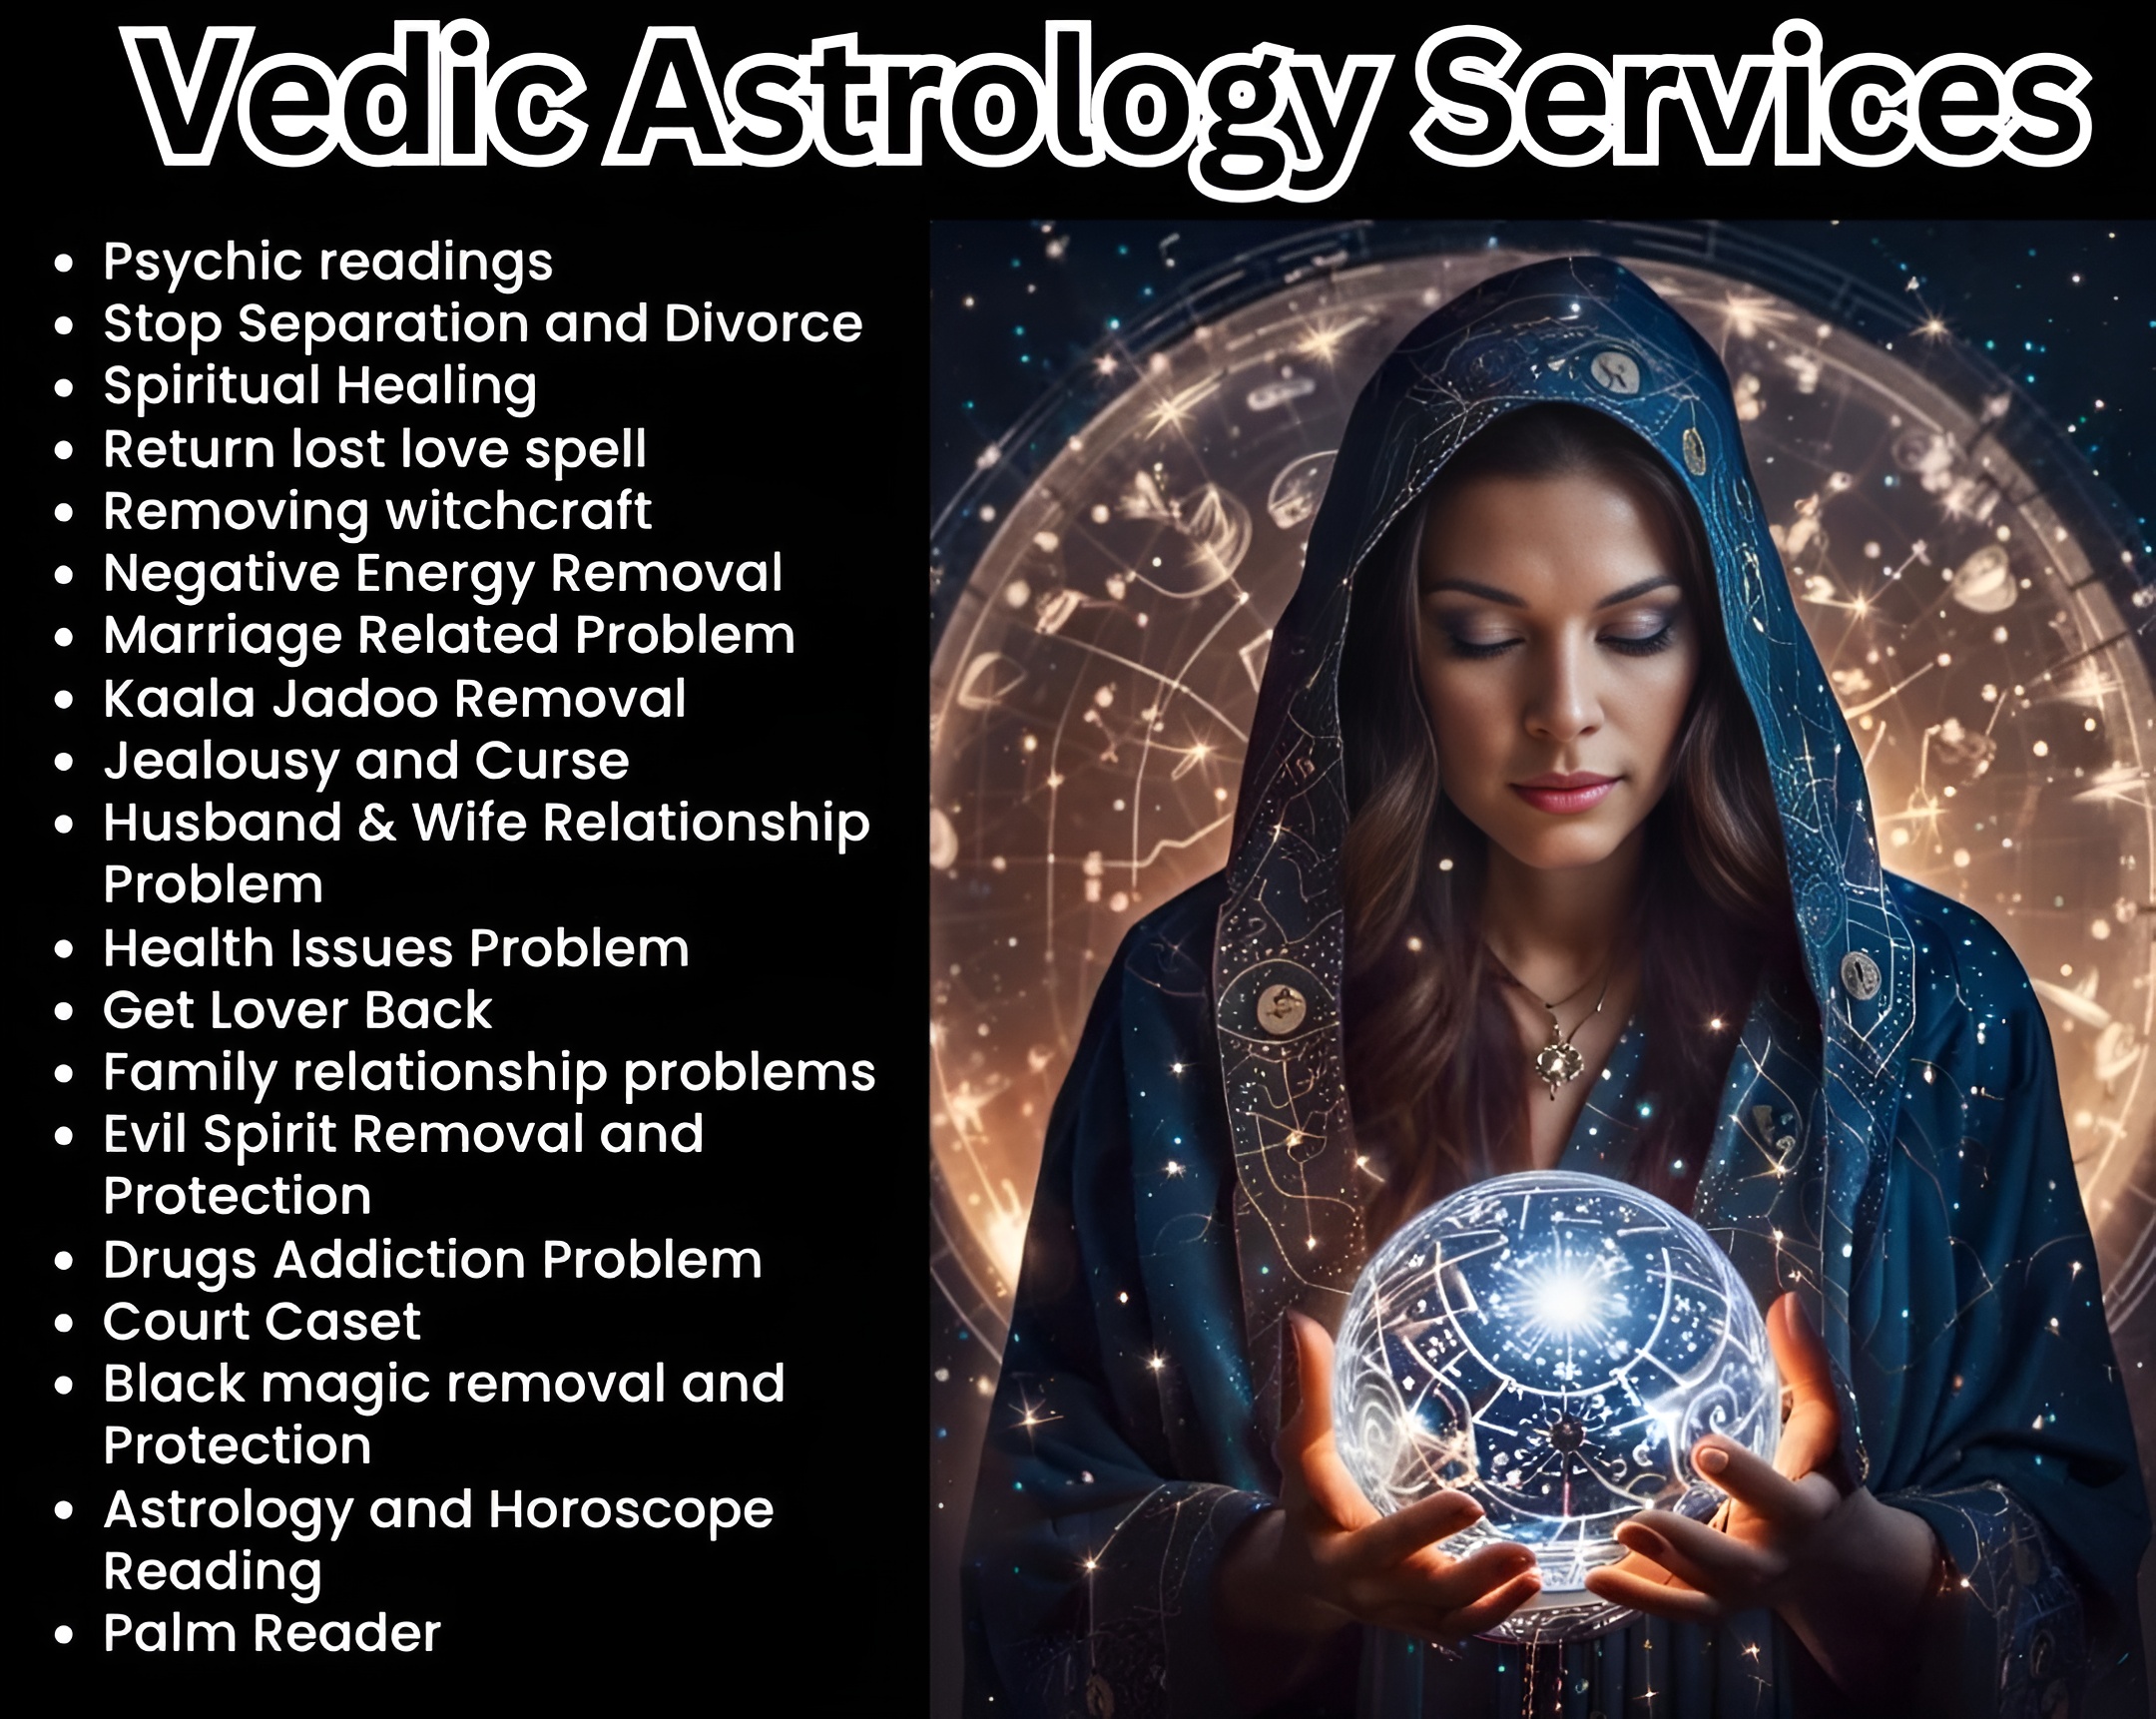 Vedic Astrology Services
• Psychic readings
• Stop Separation and Divorce
• Spiritual Healing
• Return lost love spell
• Removing witchcraft
• Negative Energy Removal
• Marriage Related Problem
• Kaala Jadoo Removal
• Jealousy and Curse
• Husband & Wife Relationship
Problem
• Health Issues Problem
• Get Lover Back
• Family relationship problems
• Evil Spirit Removal and
Protection
• Drugs Addiction Problem
• Court Caset
• Black magic removal and
Protection
• Astrology and Horoscope
Reading
• Palm Reader